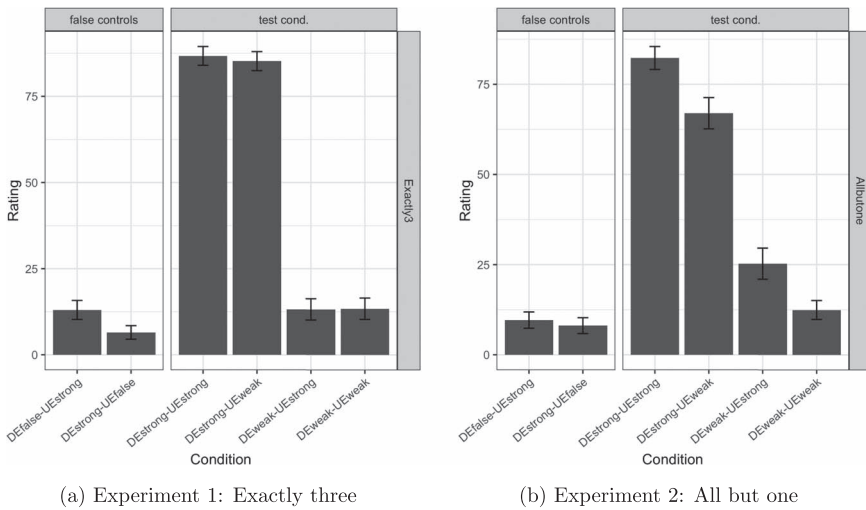 false controls
test cond.
Rating
75
50
25
0
Exactly3
DEfalse-UEstrong
DEstrong-UEfalse
DEstrong-UEstrong
DEstrong-UEweak
DEweak-UEstrong
DEweak-UEweak
Condition
(a) Experiment 1: Exactly three
false controls
test cond.
Rating
75
50
25
0
Allbutone
DEfalse-UEstrong
DEstrong-UEfalse
DEstrong-UEstrong
DEstrong-UEweak
DEweak-UEstrong
DEweak-UEweak
Condition
(b) Experiment 2: All but one